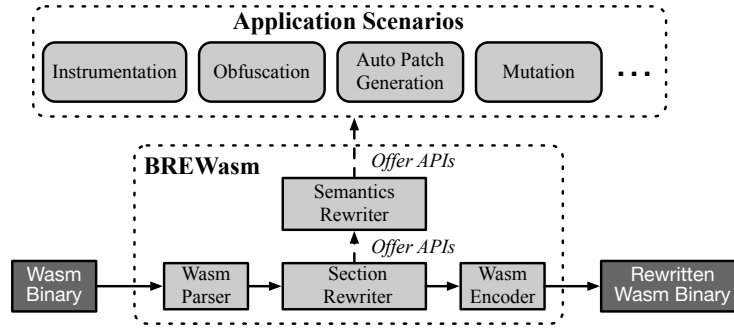 Application Scenarios
Instrumentation
Obfuscation
Auto Patch
Generation
Mutation
...
Offer APIs
BREWasm
Semantics
Rewriter
Offer APIs
Wasm
Binary
Wasm
Parser
Section
Rewriter
Wasm
Encoder
Rewritten
Wasm Binary